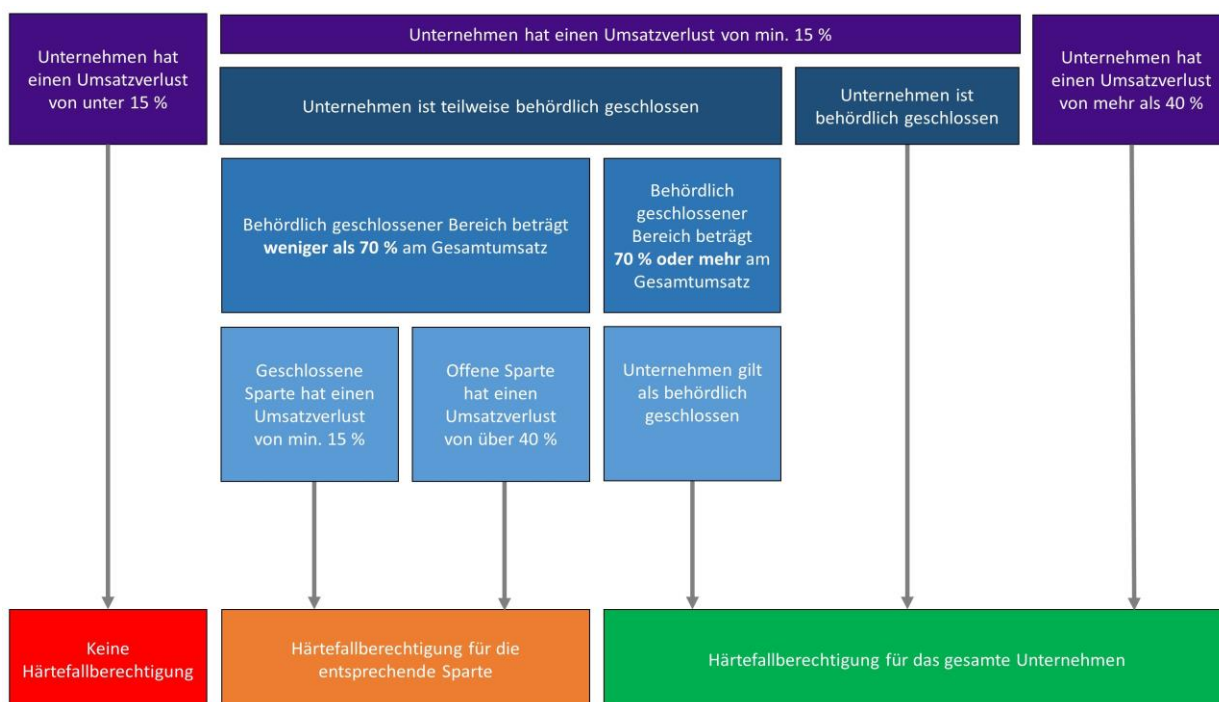 Unternehmen hat
einen Umsatzverlust
von unter 15 %
Unternehmen hat einen Umsatzverlust von min. 15 %
Unternehmen hat
einen Umsatzverlust
von mehr als 40 %
Unternehmen ist teilweise behördlich geschlossen
Unternehmen ist
behördlich geschlossen
Behördlich geschlossener Bereich beträgt
weniger als 70 % am Gesamtumsatz
Behördlich
geschlossener
Bereich beträgt
70 % oder mehr am
Gesamtumsatz
Geschlossene
Sparte hat einen
Umsatzverlust
von min. 15 %
Offene Sparte
hat einen
Umsatzverlust
von über 40 %
Unternehmen gilt
als behördlich
geschlossen
Keine
Härtefallberechtigung
Härtefallberechtigung für die
entsprechende Sparte
Härtefallberechtigung für das gesamte Unternehmen